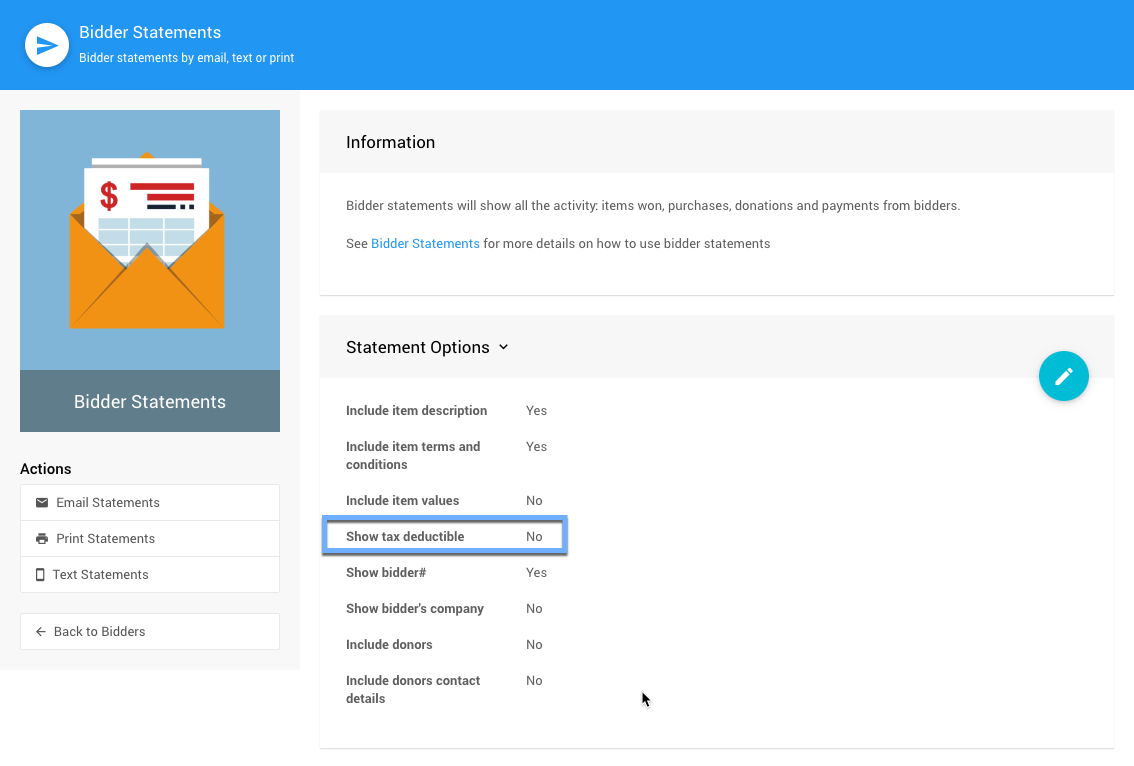 Bidder Statements
Bidder statements by email, text or print
$
Bidder Statements
Actions
Email Statements
Print Statements
Text Statements
Back to Bidders
Information
Bidder statements will show all the activity: items won, purchases, donations and payments from bidders.
See Bidder Statements for more details on how to use bidder statements
Statement Options
Include item description Yes
Include item terms and Yes
conditions
Include item values No
Show tax deductible No
Show bidder# Yes
Show bidder's company No
Include donors No
Include donors contact No
details